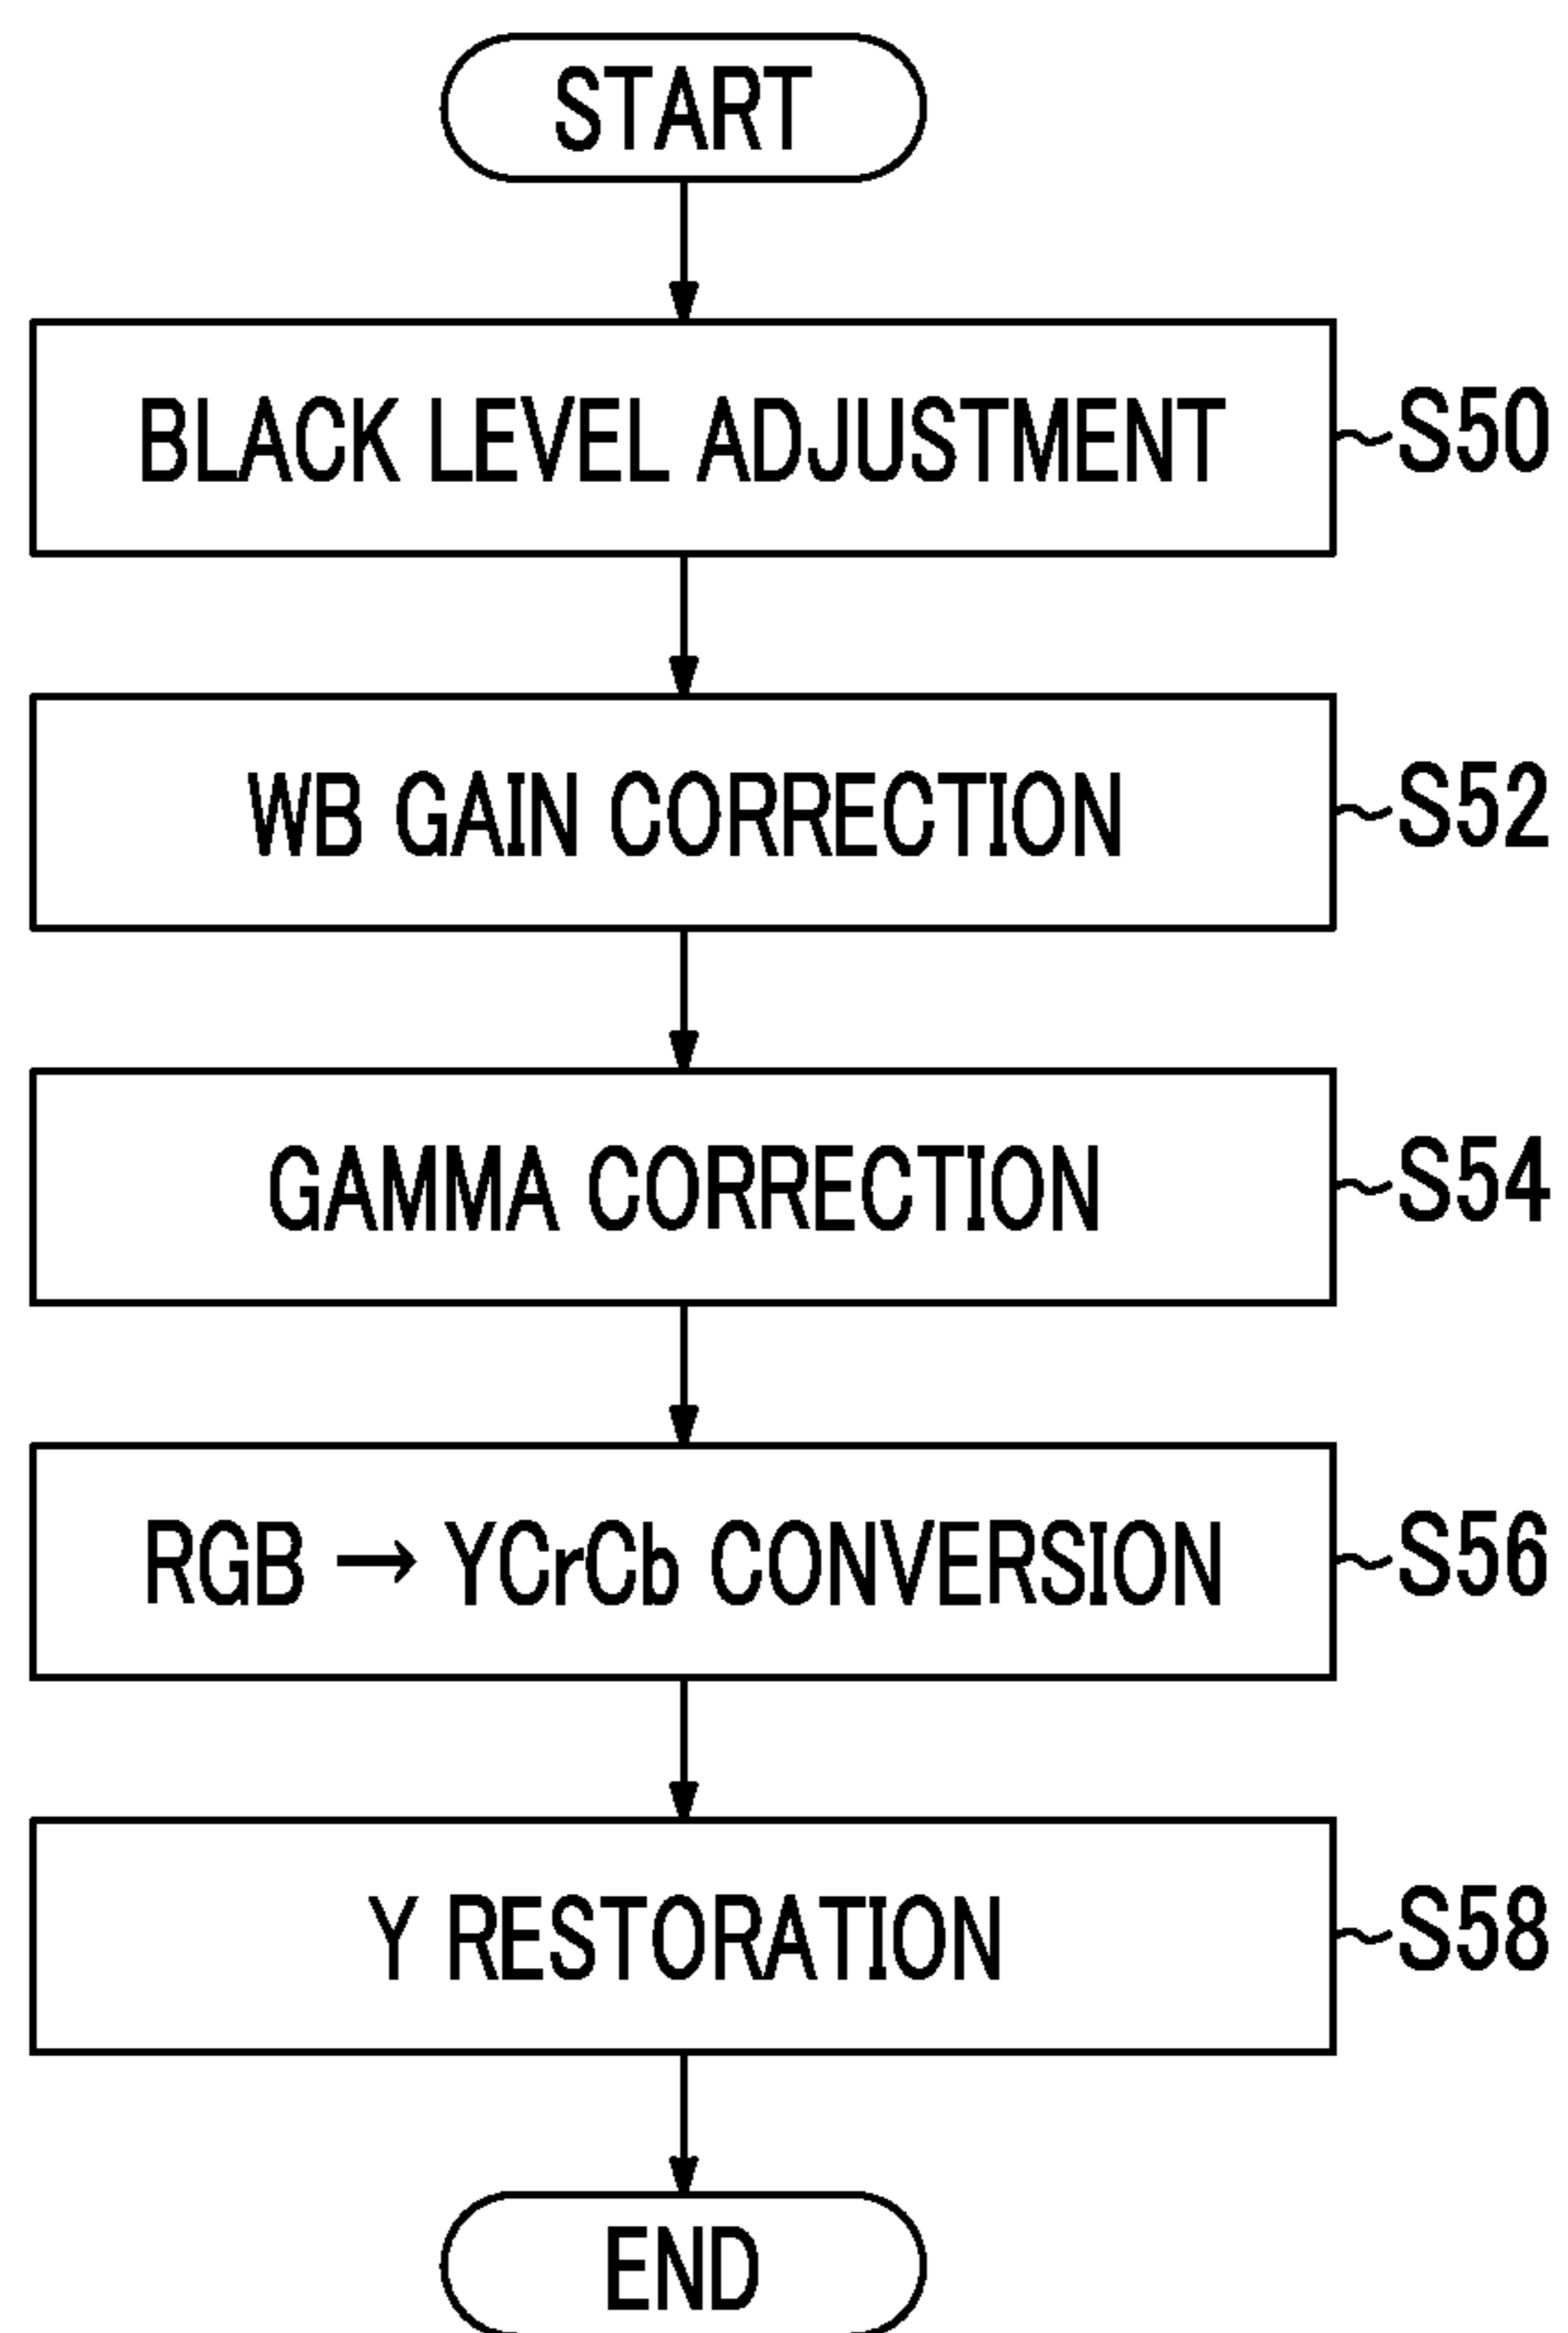 START
BLACK LEVEL ADJUSTMENT S50
WB GAIN CORRECTION S52
GAMMA CORRECTION S54
RGB → YCrCb CONVERSION S56
Y RESTORATION S58
END